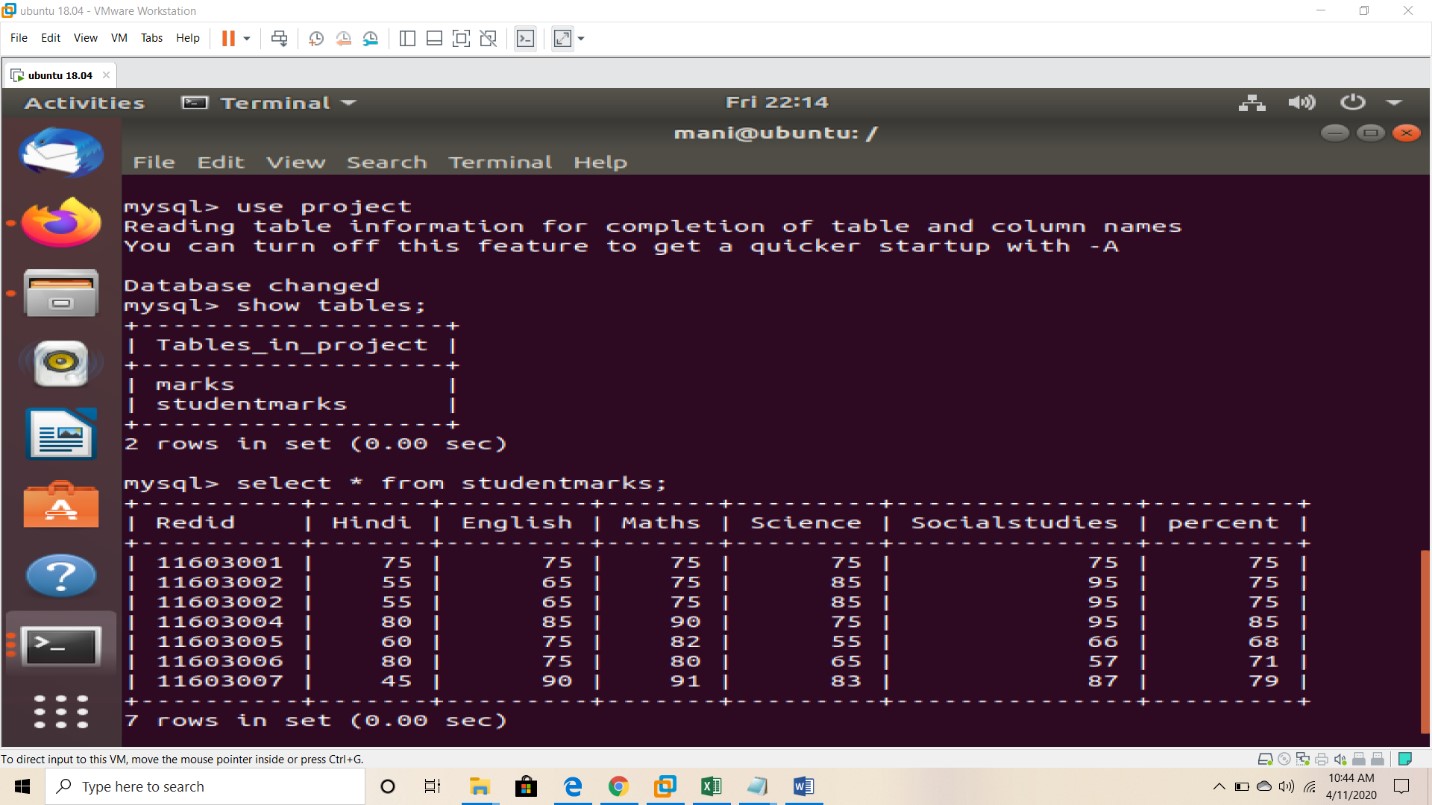 ubuntu 18.04 - VMware Workstation
File Edit View VM Tabs Help
ubuntu 18.04
Activities Terminal Fri 22:14
mani@ubuntu: /
File Edit View Search Terminal Help
mysql> use project
Reading table information for completion of table and column names
You can turn off this feature to get a quicker startup with -A
Database changed
mysql> show tables;
+-------------------+
| Tables_in_project |
+-------------------+
| marks             |
| studentmarks      |
+-------------------+
2 rows in set (0.00 sec)
mysql> select * from studentmarks;
+----------+-------+---------+-------+---------+---------------+---------+
| Redid    | Hindi | English | Maths | Science | Socialstudies | percent |
+----------+-------+---------+-------+---------+---------------+---------+
| 11603001 |    75 |      75 |    75 |      75 |            75 |      75 |
| 11603002 |    55 |      65 |    75 |      85 |            95 |      75 |
| 11603002 |    55 |      65 |    75 |      85 |            95 |      75 |
| 11603004 |    80 |      85 |    90 |      75 |            95 |      85 |
| 11603005 |    60 |      75 |    82 |      55 |            66 |      68 |
| 11603006 |    80 |      75 |    80 |      65 |            57 |      71 |
| 11603007 |    45 |      90 |    91 |      83 |            87 |      79 |
+----------+-------+---------+-------+---------+---------------+---------+
7 rows in set (0.00 sec)
To direct input to this VM, move the mouse pointer inside or press Ctrl+G.
Type here to search
10:44 AM
4/11/2020